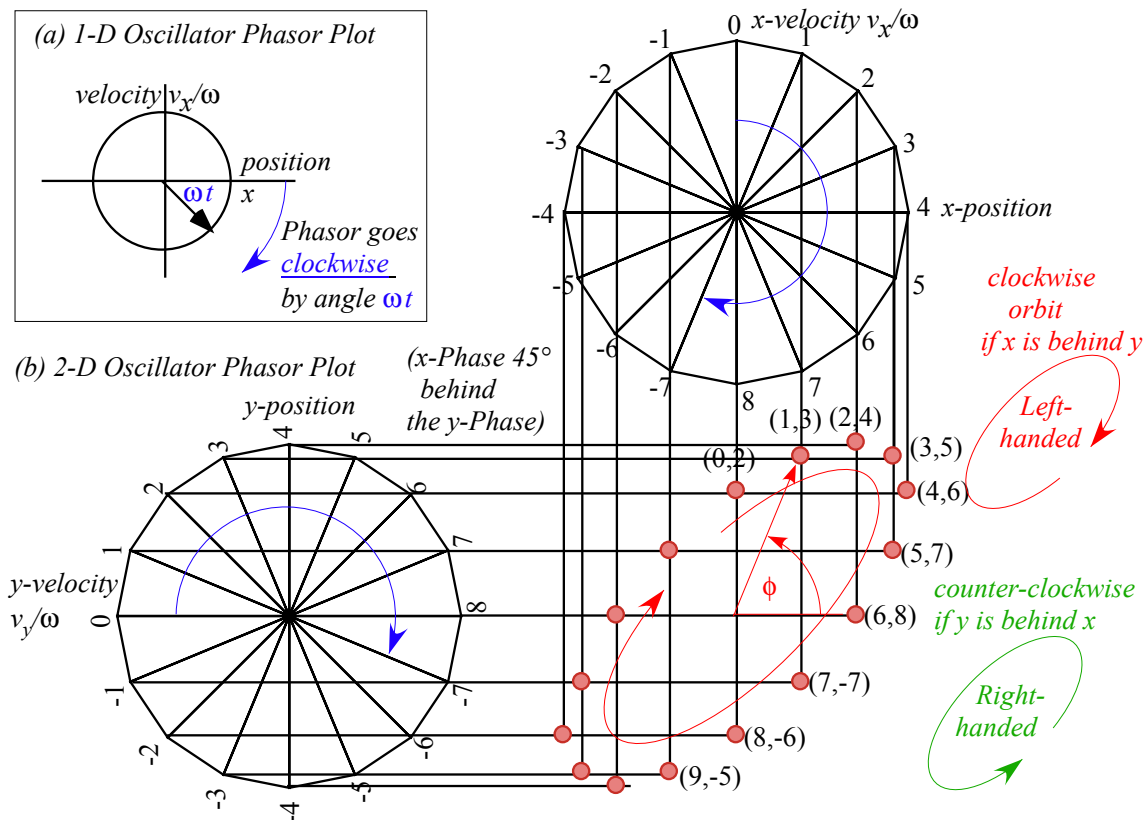 (a) 1-D Oscillator Phasor Plot
velocity vx/ω
position
x
ωt
Phasor goes
clockwise
by angle ωt
x-velocity vx/ω
0
1
2
3
4
5
6
7
8
-7
-6
-5
-4
-3
-2
-1
x-position
(b) 2-D Oscillator Phasor Plot
(x-Phase 45°
behind
the y-Phase)
y-position
y-velocity
vy/ω
0
1
2
3
4
5
6
7
8
-7
-6
-5
-4
-3
-2
-1
(0,2)
(1,3)
(2,4)
(3,5)
(4,6)
(5,7)
(6,8)
(7,-7)
(8,-6)
(9,-5)
ϕ
clockwise
orbit
if x is behind y
Left-
handed
counter-clockwise
if y is behind x
Right-
handed